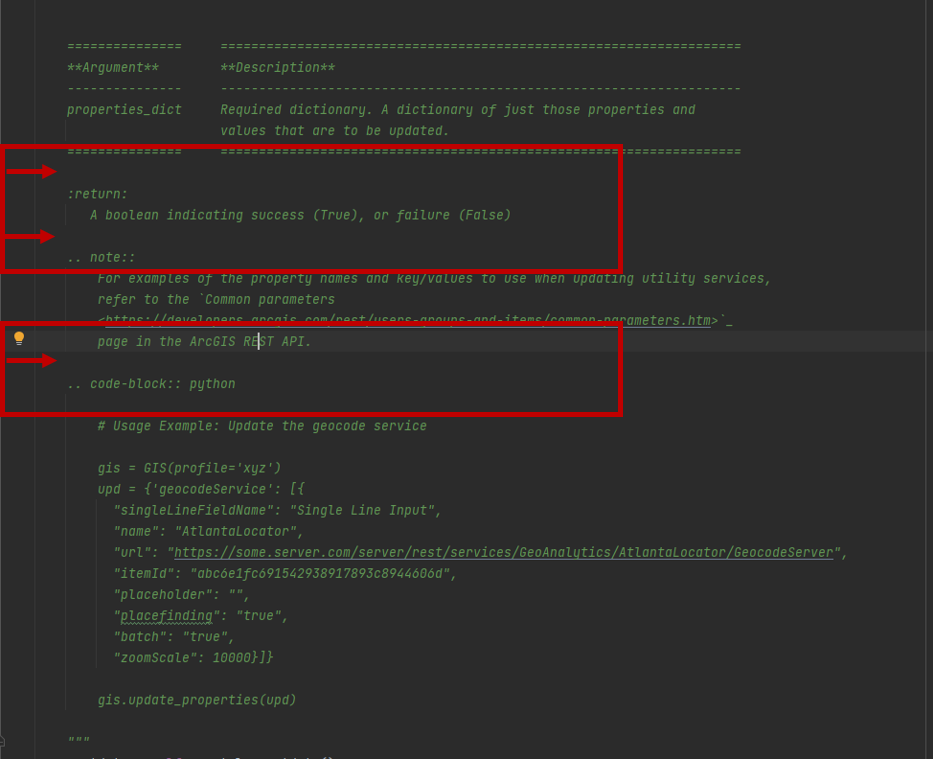 ===============     ====================================================================
**Argument**     **Description**
---------------     --------------------------------------------------------------------
properties_dict     Required dictionary. A dictionary of just those properties and
values that are to be updated.
===============     ====================================================================
:return:
A boolean indicating success (True), or failure (False)
.. note::
For examples of the property names and key/values to use when updating utility services,
refer to the `Common parameters
<https://developers.arcgis.com/rest/users-groups-and-items/common-parameters.htm>`_
page in the ArcGIS REST API.
.. code-block:: python
# Usage Example: Update the geocode service
gis = GIS(profile='xyz')
upd = {'geocodeService': [{
"singleLineFieldName": "Single Line Input",
"name": "AtlantaLocator",
"url": "https://some.server.com/server/rest/services/GeoAnalytics/AtlantaLocator/GeocodeServer",
"itemId": "abc6e1fc691542938917893c8944606d",
"placeholder": "",
"placefinding": "true",
"batch": "true",
"zoomScale": 10000}]}
gis.update_properties(upd)
"""